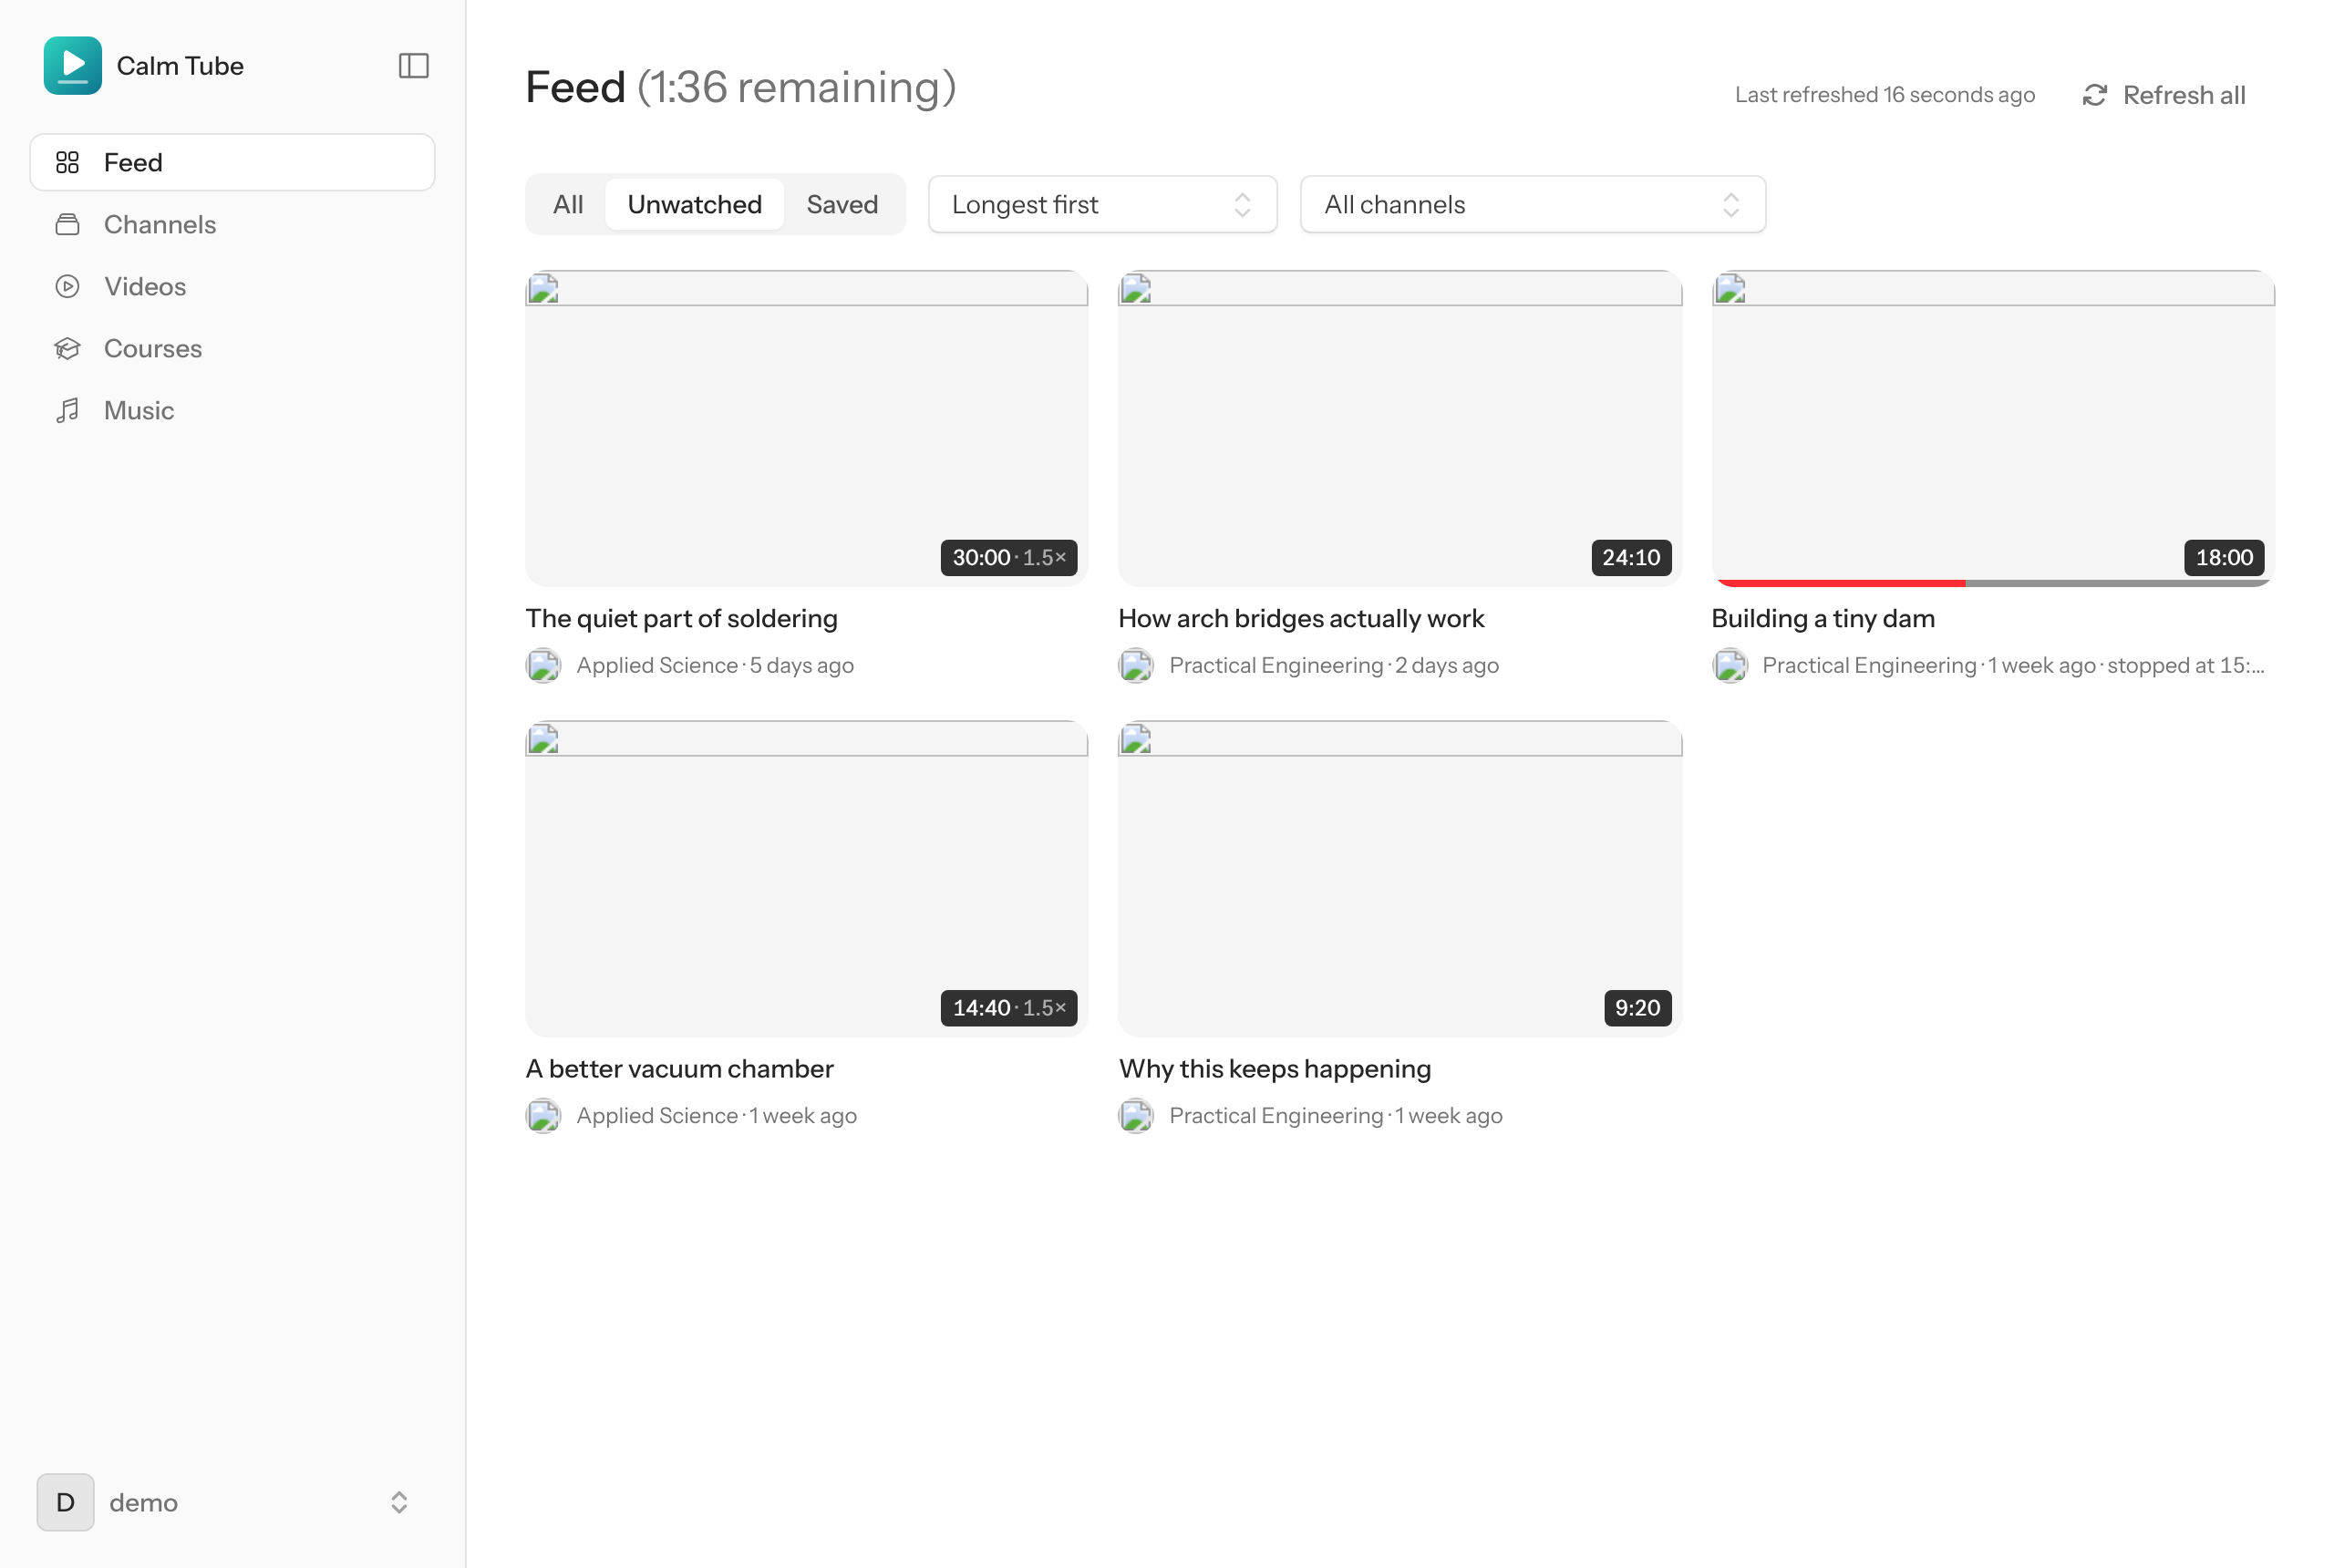 Calm Tube
Feed
Channels
Videos
Courses
Music
D demo
Feed (1:36 remaining)
Last refreshed 16 seconds ago
Refresh all
All Unwatched Saved
Longest first
All channels
30:00 · 1.5×
The quiet part of soldering
Applied Science · 5 days ago
24:10
How arch bridges actually work
Practical Engineering · 2 days ago
18:00
Building a tiny dam
Practical Engineering · 1 week ago · stopped at 15:...
14:40 · 1.5×
A better vacuum chamber
Applied Science · 1 week ago
9:20
Why this keeps happening
Practical Engineering · 1 week ago